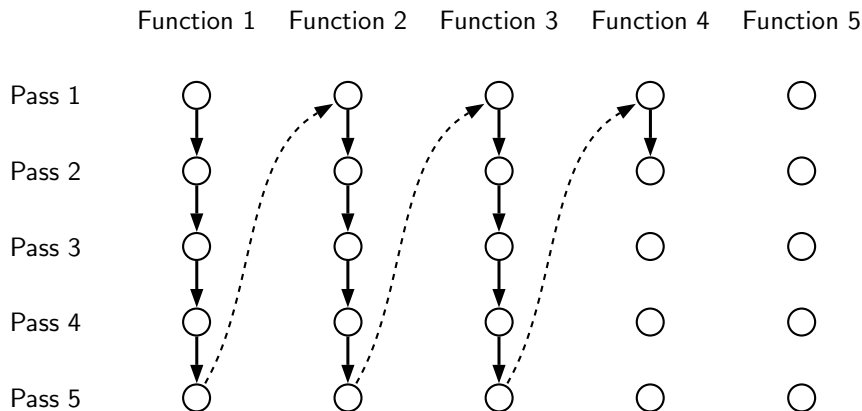 Function 1 Function 2 Function 3 Function 4 Function 5
Pass 1
Pass 2
Pass 3
Pass 4
Pass 5